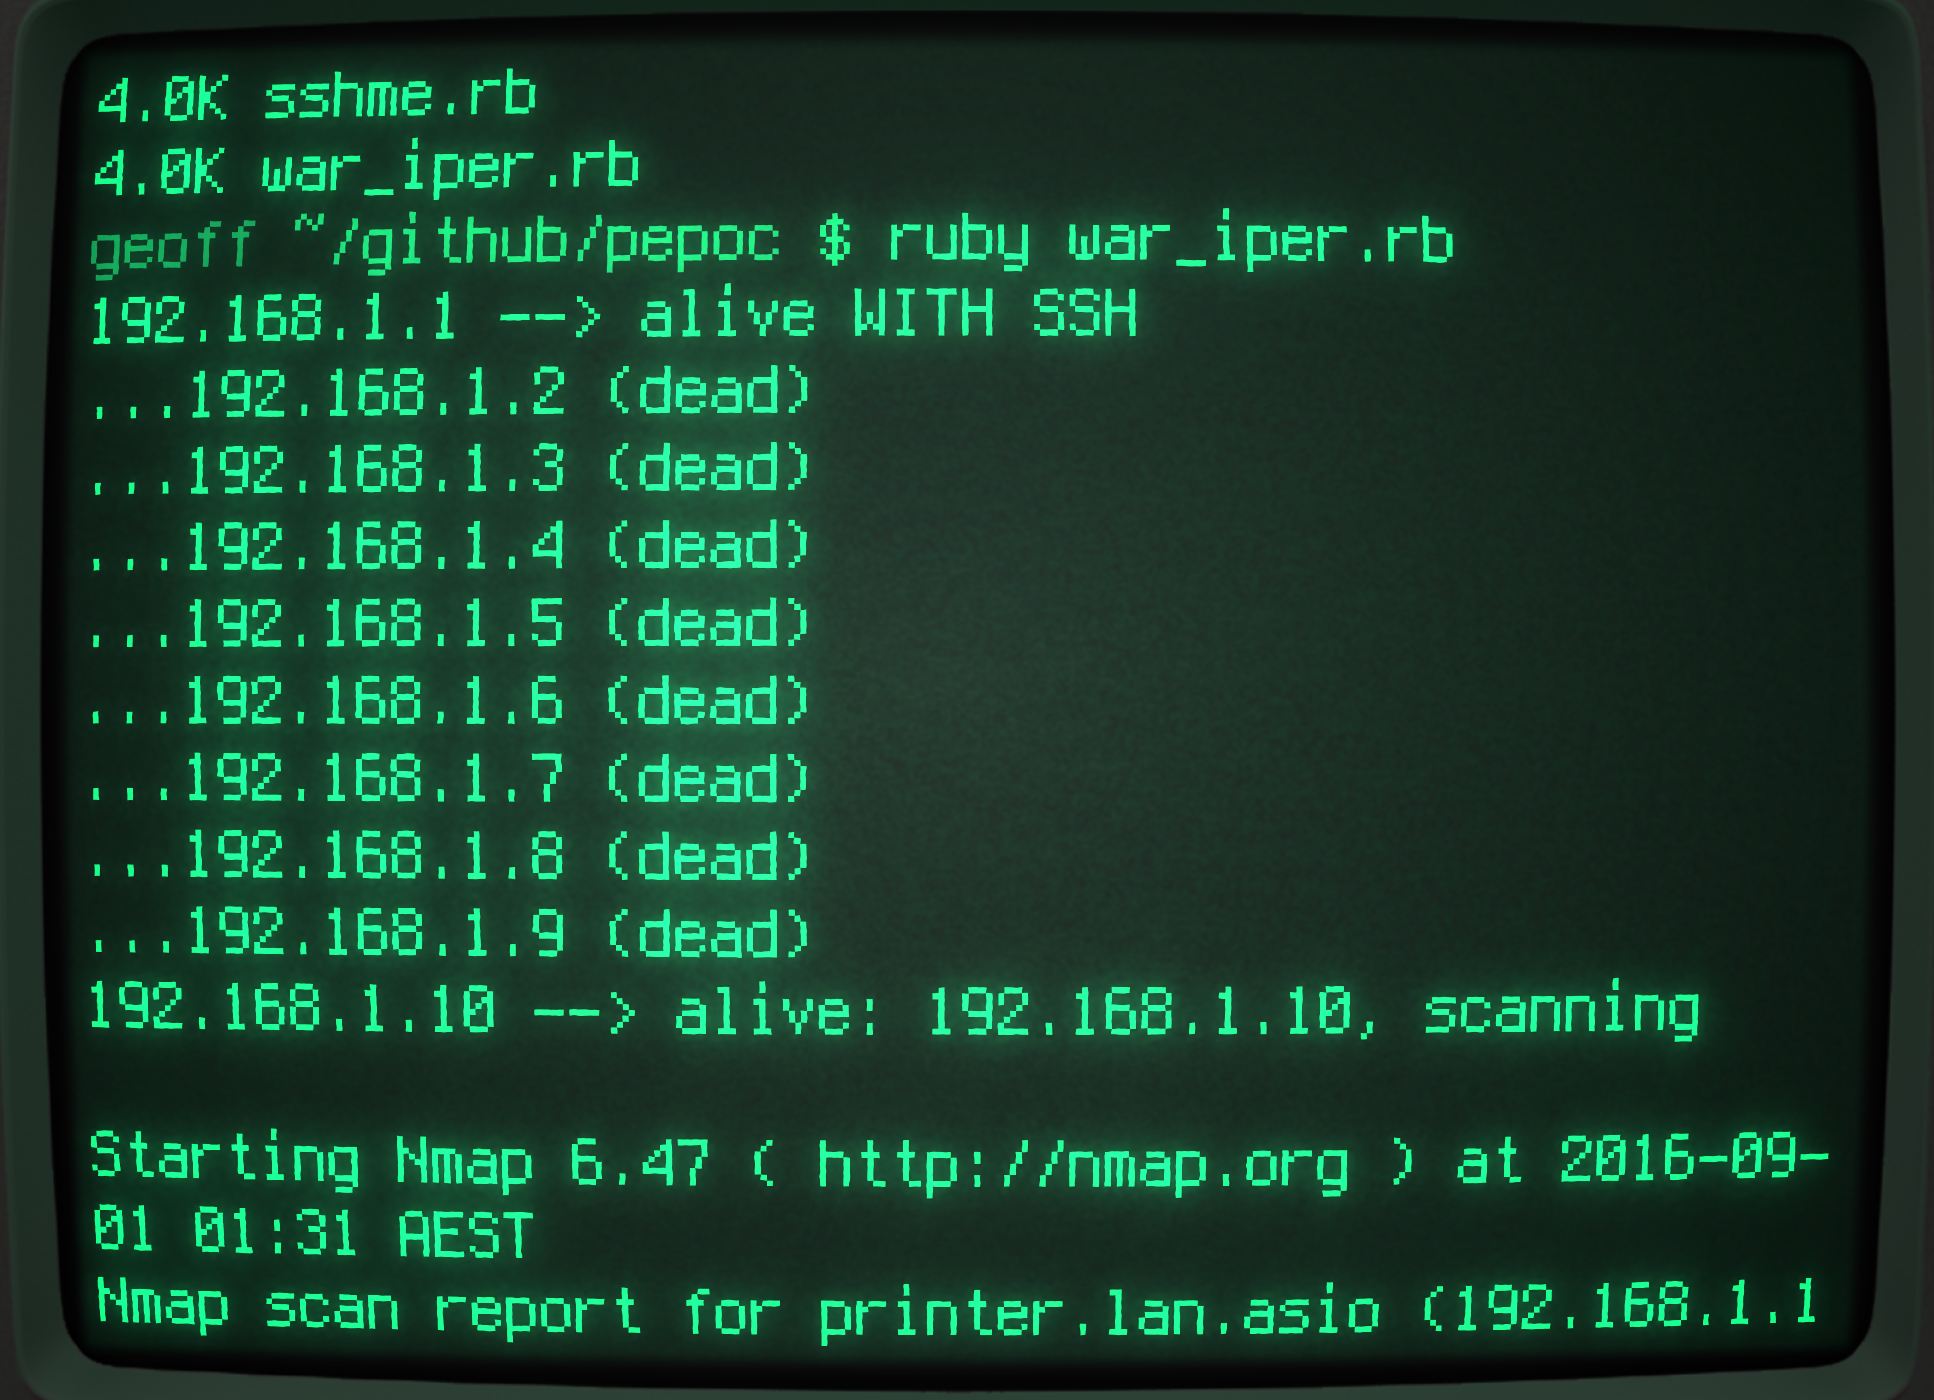 4.0K sshme.rb
4.0K war_iper.rb
geoff ~/github/pepoc $ ruby war_iper.rb
192.168.1.1 --> alive WITH SSH
...192.168.1.2 (dead)
...192.168.1.3 (dead)
...192.168.1.4 (dead)
...192.168.1.5 (dead)
...192.168.1.6 (dead)
...192.168.1.7 (dead)
...192.168.1.8 (dead)
...192.168.1.9 (dead)
192.168.1.10 --> alive: 192.168.1.10, scanning
Starting Nmap 6.47 ( http://nmap.org ) at 2016-09-
01 01:31 AEST
Nmap scan report for printer.lan.asio (192.168.1.1